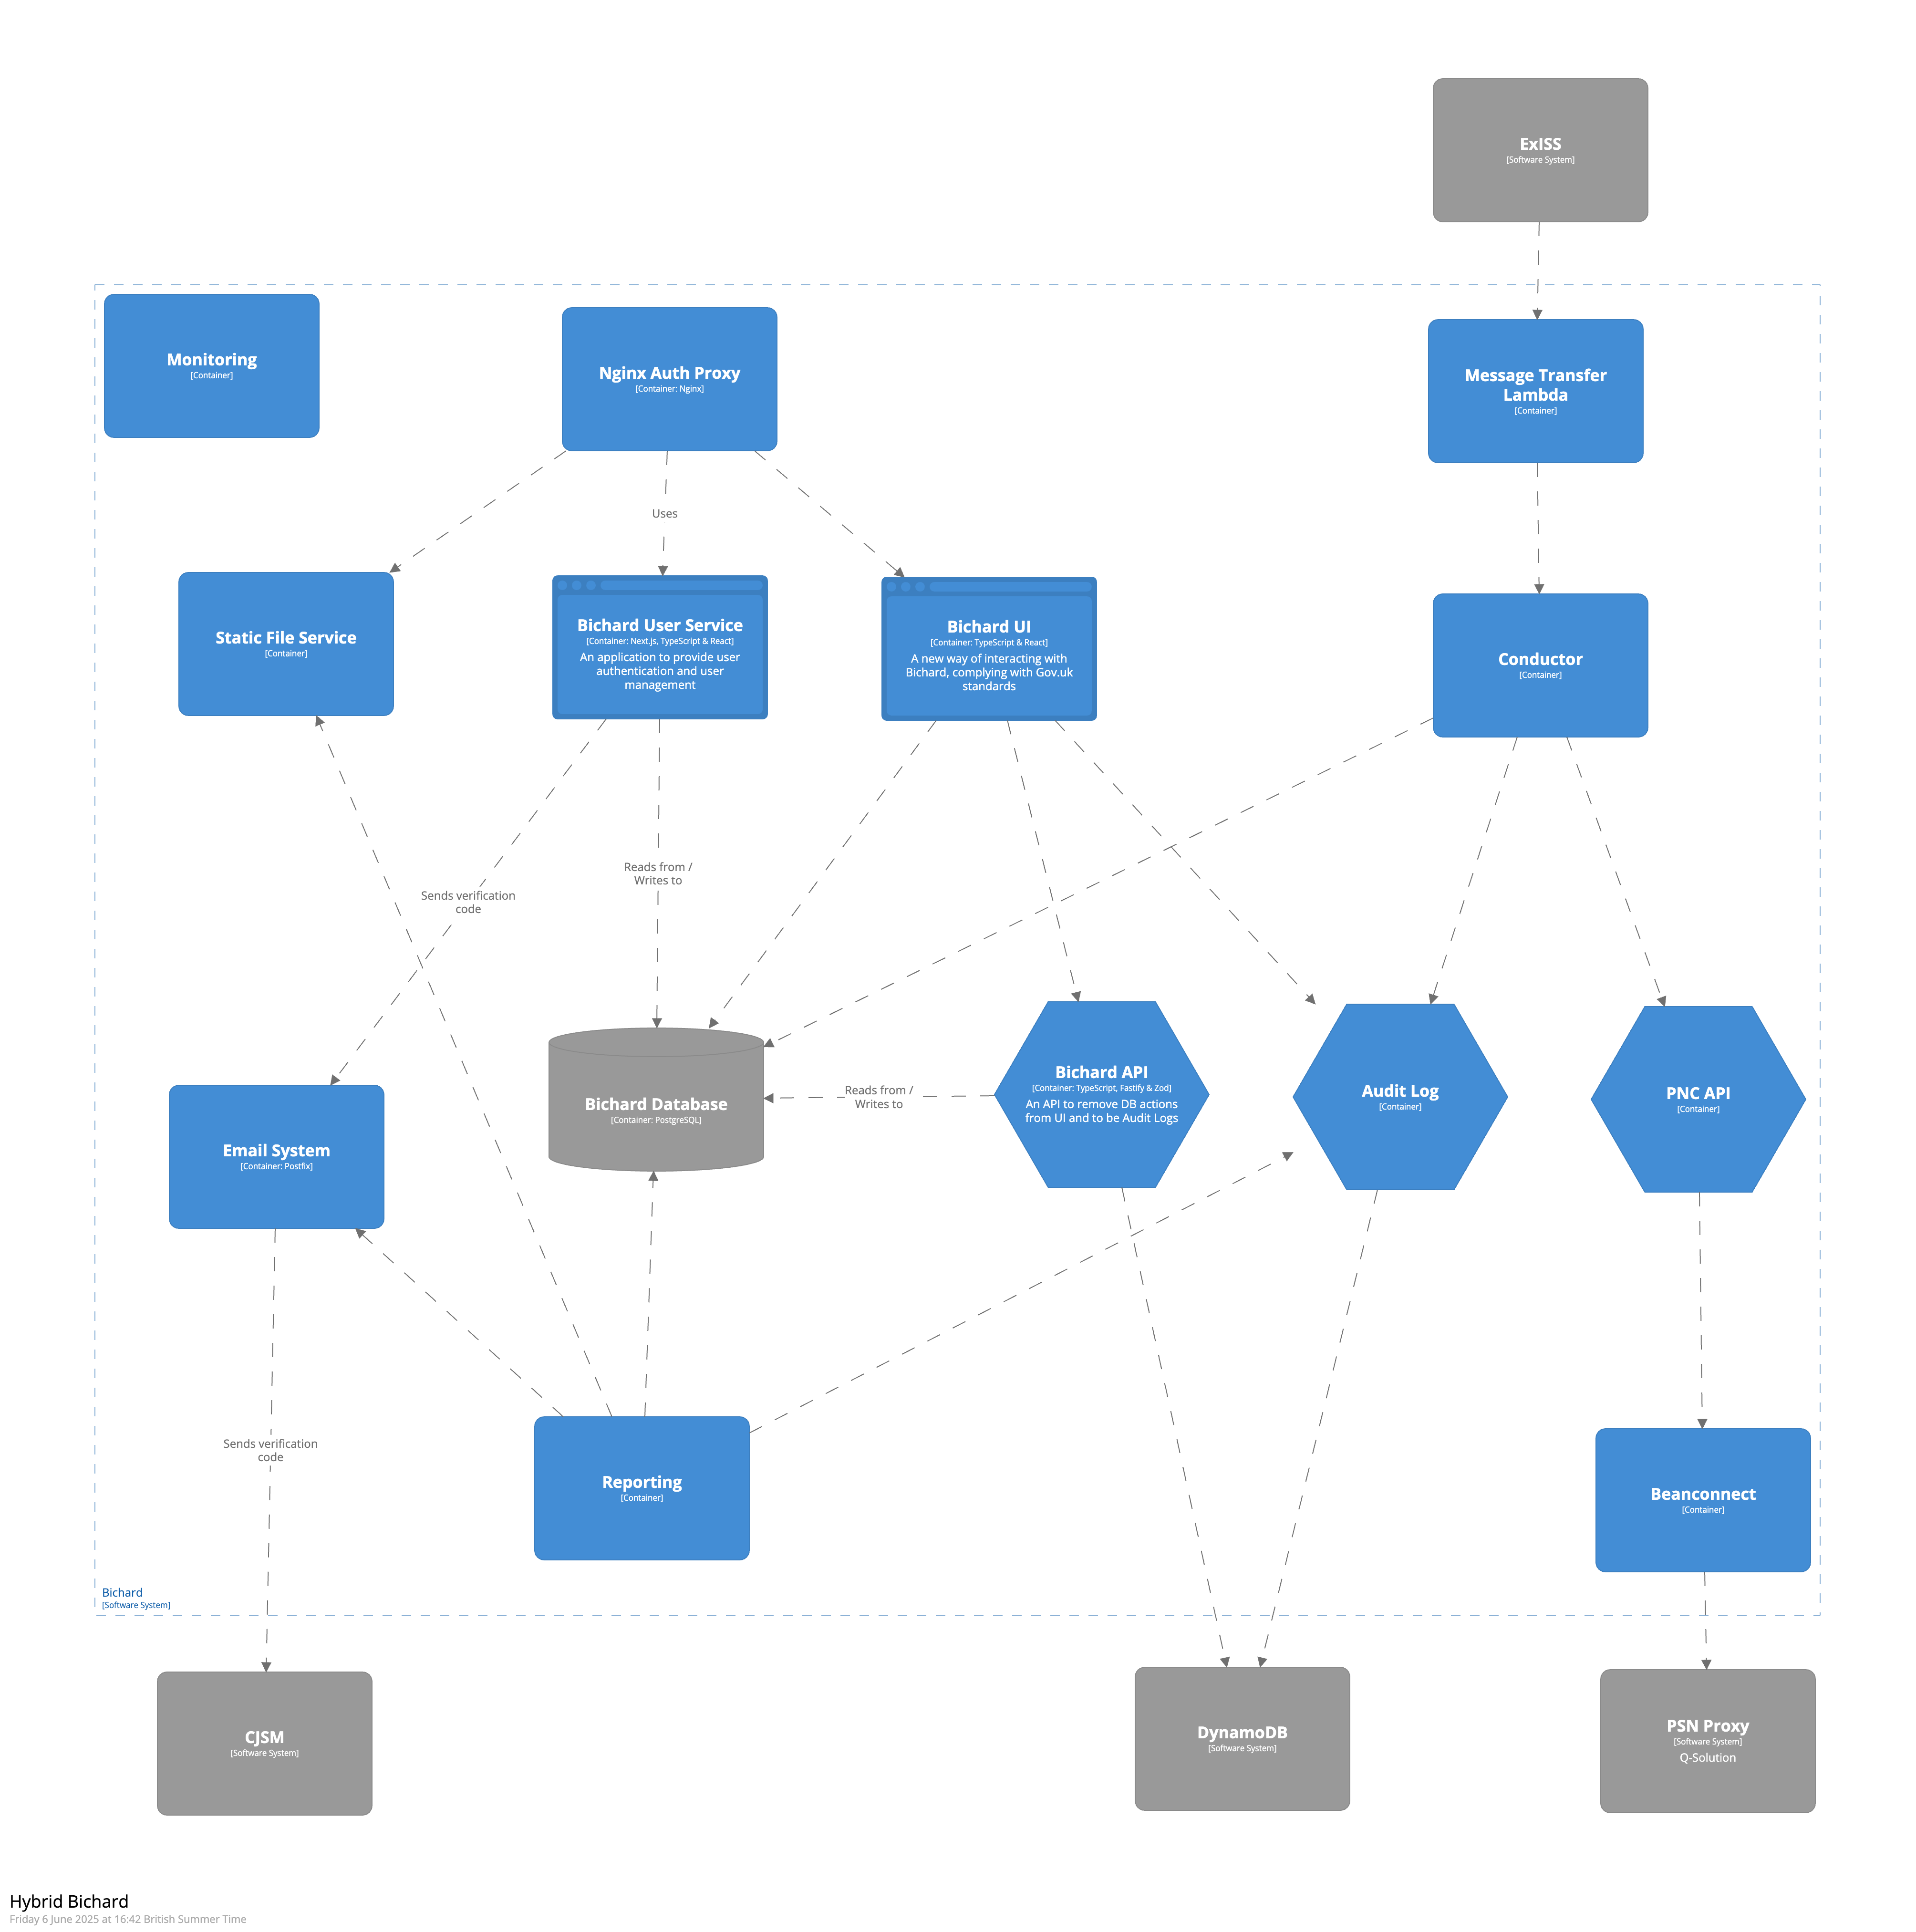 ExISS
[Software System]
Monitoring
[Container]
Nginx Auth Proxy
[Container: Nginx]
Message Transfer
Lambda
[Container]
Uses
Static File Service
[Container]
Bichard User Service
[Container: Next.js, TypeScript & React]
An application to provide user
authentication and user
management
Bichard UI
[Container: TypeScript & React]
A new way of interacting with
Bichard, complying with Gov.uk
standards
Conductor
[Container]
Sends verification
code
Reads from /
Writes to
Email System
[Container: Postfix]
Bichard Database
[Container: PostgreSQL]
Reads from /
Writes to
Bichard API
[Container: TypeScript, Fastify & Zod]
An API to remove DB actions
from UI and to be Audit Logs
Audit Log
[Container]
PNC API
[Container]
Sends verification
code
Reporting
[Container]
Beanconnect
[Container]
Bichard
[Software System]
CJSM
[Software System]
DynamoDB
[Software System]
PSN Proxy
[Software System]
Q-Solution
Hybrid Bichard
Friday 6 June 2025 at 16:42 British Summer Time